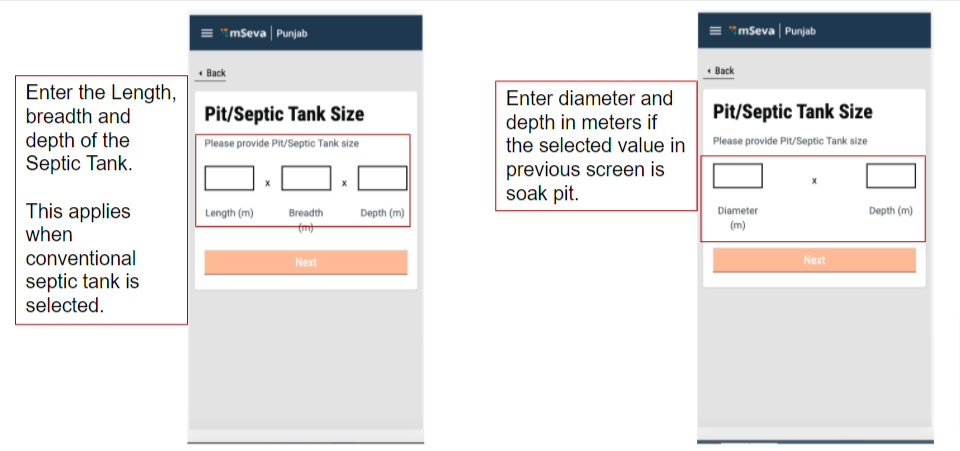 mSeva | Punjab
Back
Enter the Length,
breadth and
depth of the
Septic Tank.
This applies
when
conventional
septic tank is
selected.
Pit/Septic Tank Size
Please provide Pit/Septic Tank size
x x
Length (m) Breadth (m) Depth (m)
Next
mSeva | Punjab
Back
Enter diameter and
depth in meters if
the selected value in
previous screen is
soak pit.
Pit/Septic Tank Size
Please provide Pit/Septic Tank size
x
Diameter (m) Depth (m)
Next